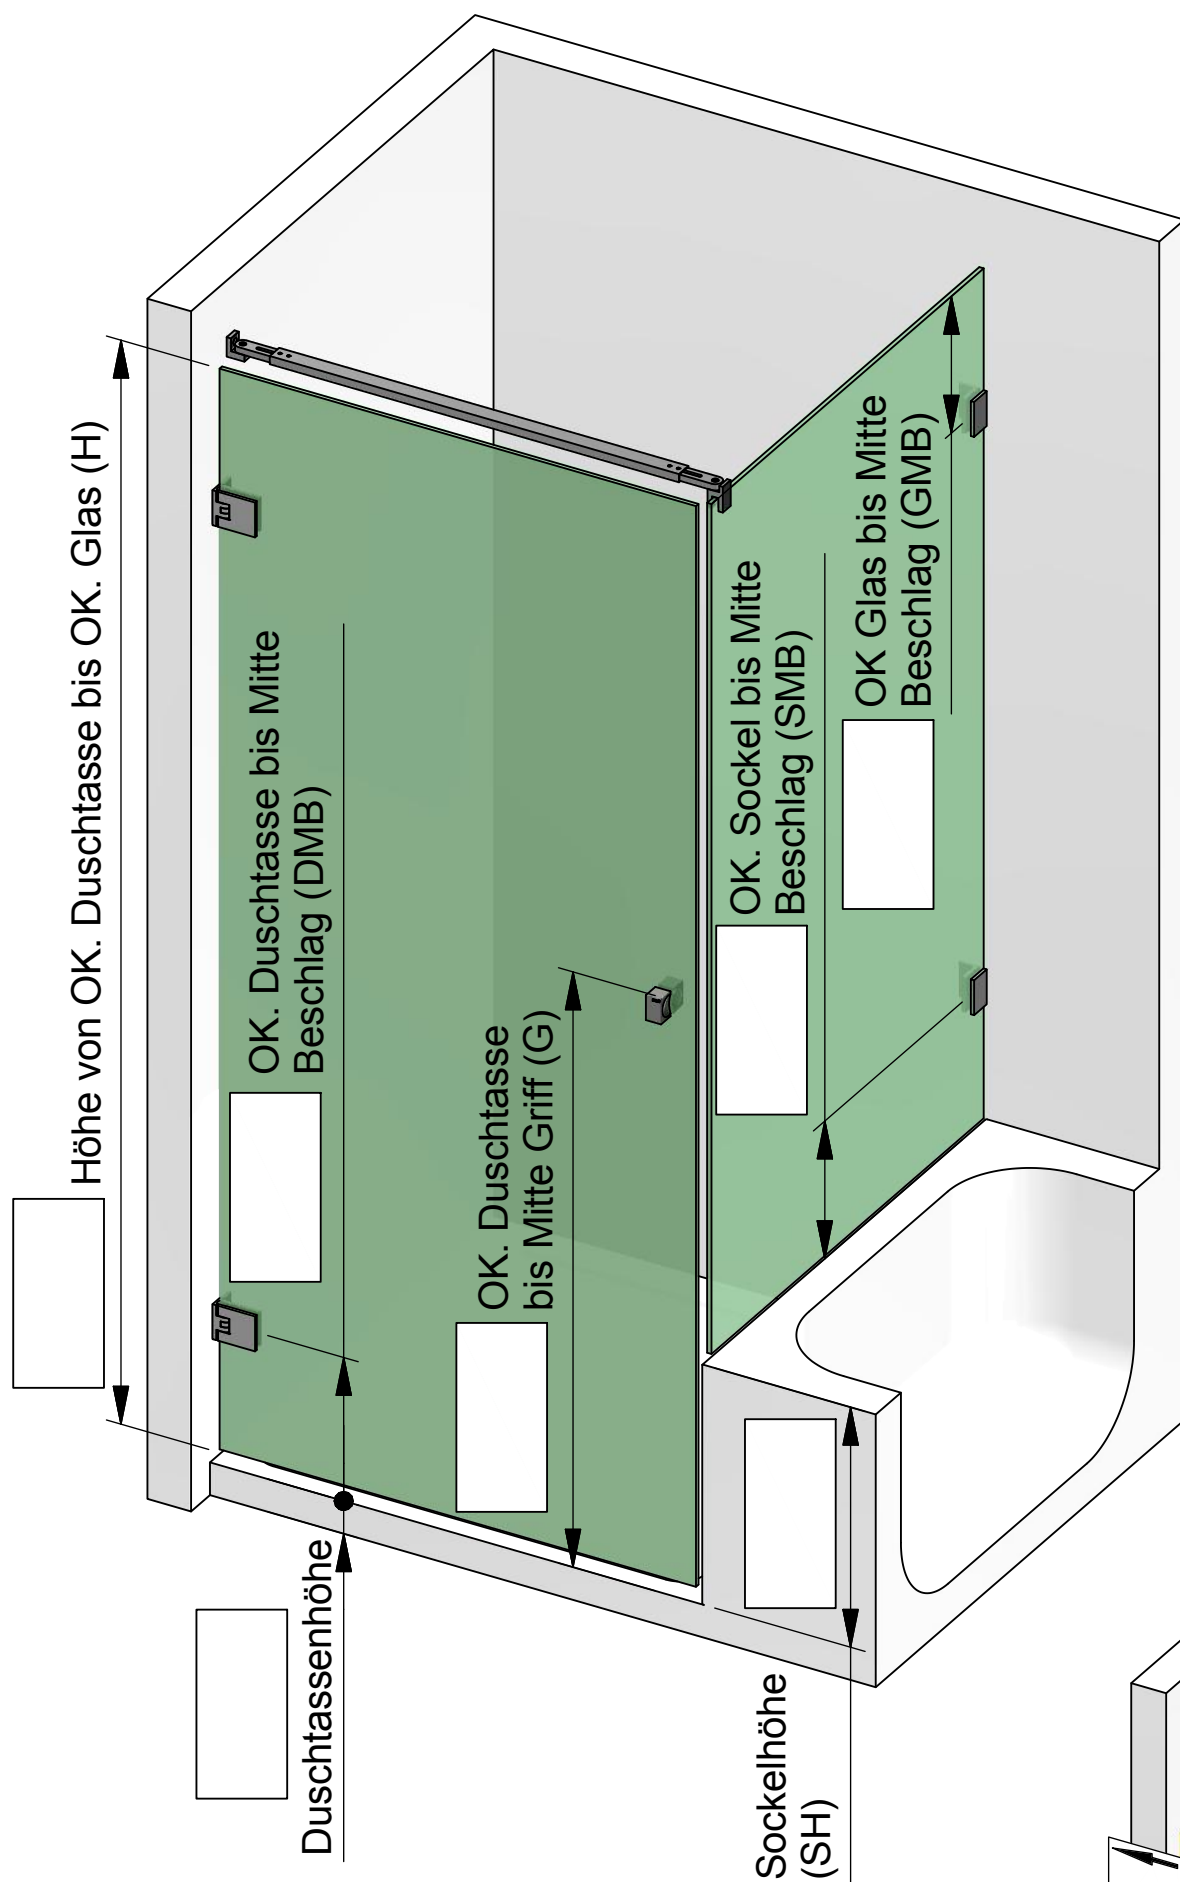 Höhe von OK. Duschtasse bis OK. Glas (H)
OK. Duschtasse bis Mitte
Beschlag (DMB)
OK. Duschtasse
bis Mitte Griff (G)
OK. Sockel bis Mitte
Beschlag (SMB)
OK Glas bis Mitte
Beschlag (GMB)
Duschtassenhöhe
Sockelhöhe
(SH)